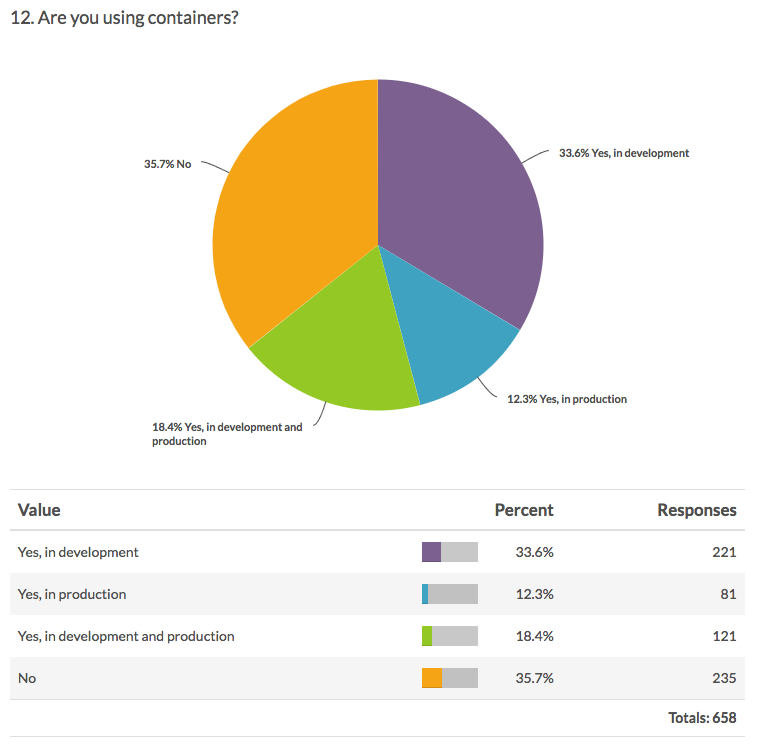 12. Are you using containers?
33.6% Yes, in development
35.7% No
12.3% Yes, in production
18.4% Yes, in development and
production
Value Percent Responses
Yes, in development 33.6% 221
Yes, in production 12.3% 81
Yes, in development and production 18.4% 121
No 35.7% 235
Totals: 658